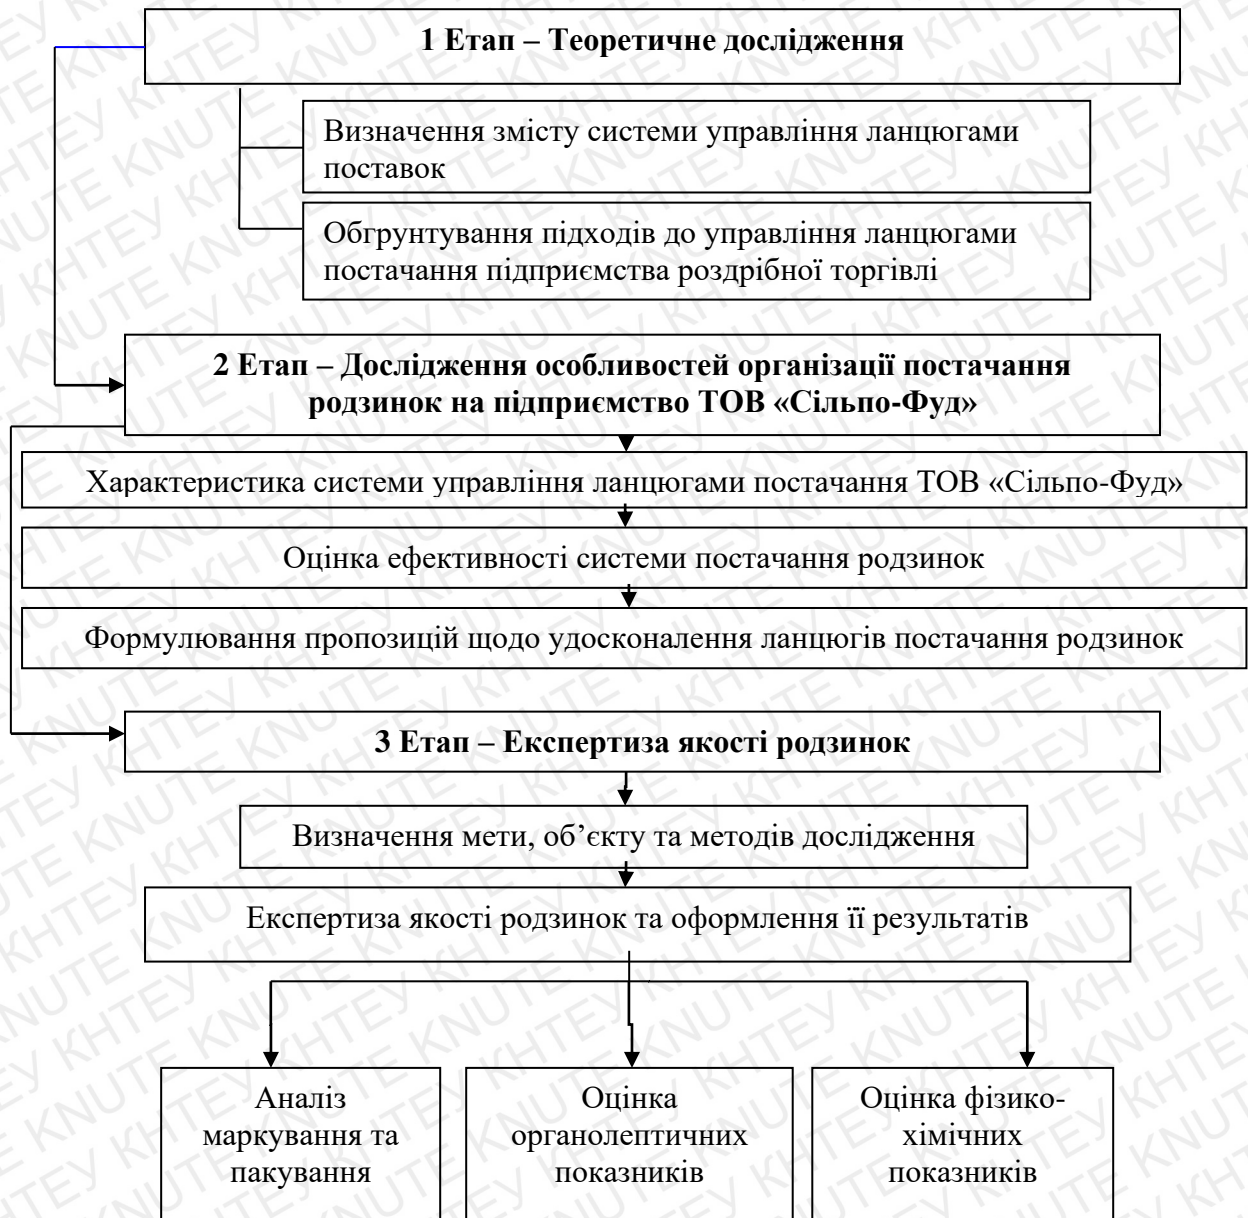 1 Етап – Теоретичне дослідження
Визначення змісту системи управління ланцюгами
поставок
Обгрунтування підходів до управління ланцюгами
постачання підприємства роздрібної торгівлі
2 Етап – Дослідження особливостей організації постачання
родзинок на підприємство ТОВ «Сільпо-Фуд»
Характеристика системи управління ланцюгами постачання ТОВ «Сільпо-Фуд»
Оцінка ефективності системи постачання родзинок
Формулювання пропозицій щодо удосконалення ланцюгів постачання родзинок
3 Етап – Експертиза якості родзинок
Визначення мети, об’єкту та методів дослідження
Експертиза якості родзинок та оформлення її результатів
Аналіз
маркування та
пакування
Оцінка
органолептичних
показників
Оцінка фізико-
хімічних
показників